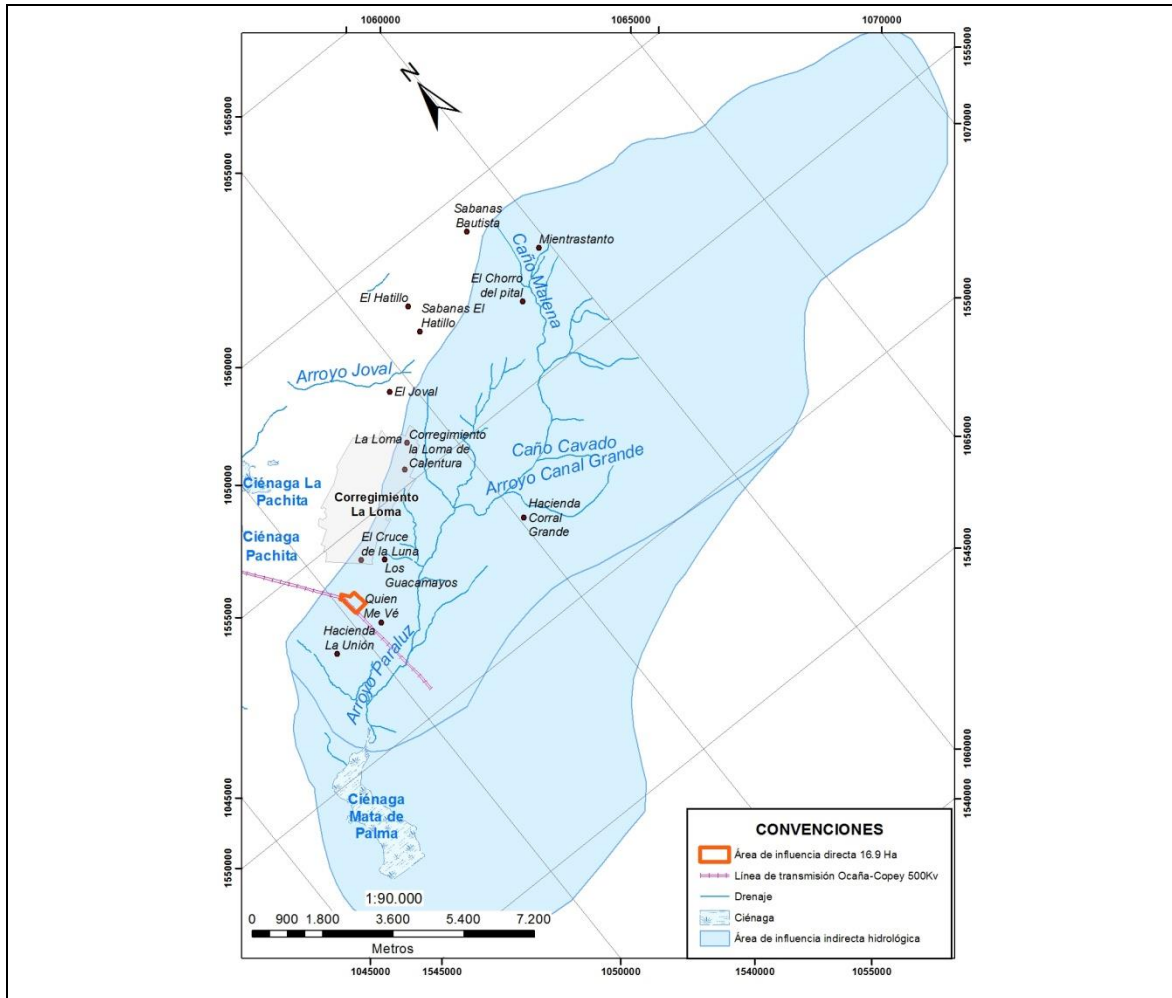 1060000
1065000
1070000
1555000
1565000
1055000
1070000
N
Sabanas
Bautista
Mientrastanto
Caño Malena
El Chorro
del pital
El Hatillo
Sabanas El
Hatillo
1550000
1560000
Arroyo Joval
El Joval
La Loma
Corregimiento
la Loma de
Calentura
Caño Cavado
Arroyo Canal Grande
1065000
Ciénaga La
Pachita
1050000
Corregimiento
La Loma
Hacienda
Corral
Grande
Ciénaga
Pachita
El Cruce
de la Luna
Los
Guacamayos
1545000
Quien
Me Vé
1555000
Hacienda
La Unión
Arroyo Paraluz
1060000
1045000
Ciénaga
Mata de
Palma
1540000
1550000
1:90.000
0 900 1.800 3.600 5.400 7.200
Metros
CONVENCIONES
Área de influencia directa 16.9 Ha
Línea de transmisión Ocaña-Copey 500Kv
Drenaje
Ciénaga
Área de influencia indirecta hidrológica
1045000
1545000
1050000
1540000
1055000